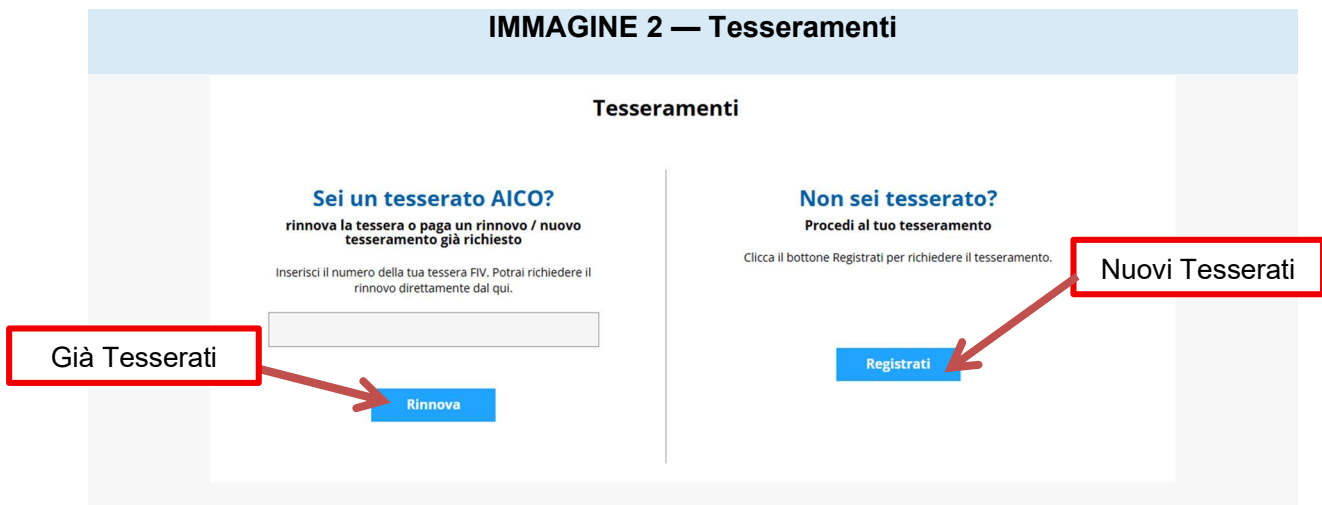 IMMAGINE 2 — Tesseramenti
Tesseramenti
Sei un tesserato AICO?
rinnova la tessera o paga un rinnovo / nuovo
tesseramento già richiesto
Inserisci il numero della tua tessera FIV. Potrai richiedere il
rinnovo direttamente dal qui.
Già Tesserati
Rinnova
Non sei tesserato?
Procedi al tuo tesseramento
Clicca il bottone Registrati per richiedere il tesseramento.
Nuovi Tesserati
Registrati